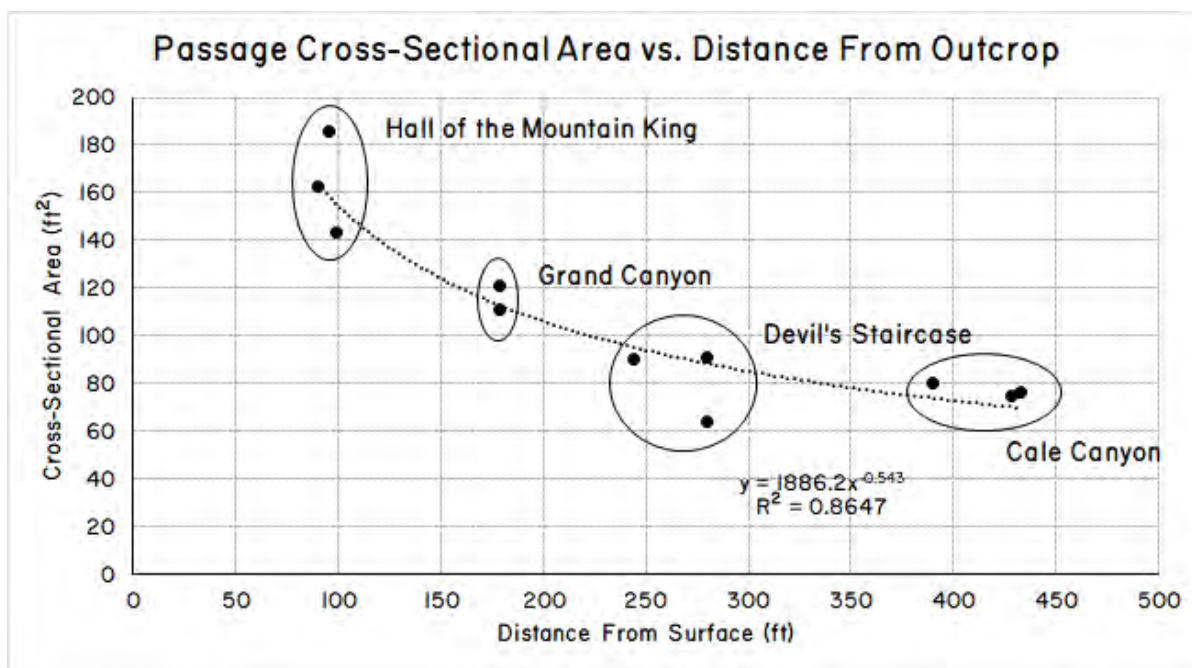 Passage Cross-Sectional Area vs. Distance From Outcrop
200
180
160
140
120
100
80
60
40
20
0
Cross-Sectional Area (ft²)
Hall of the Mountain King
Grand Canyon
Devil's Staircase
Cale Canyon
y = 1886.2x^-0.543
R² = 0.8647
0 50 100 150 200 250 300 350 400 450 500
Distance From Surface (ft)